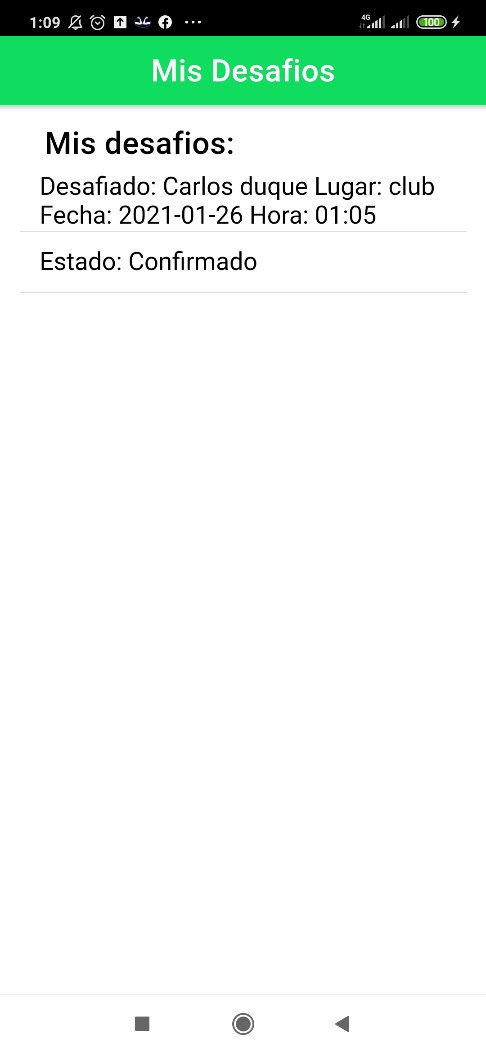 1:09 ... 4G 100
Mis Desafios
Mis desafios:
Desafiado: Carlos duque Lugar: club
Fecha: 2021-01-26 Hora: 01:05
Estado: Confirmado